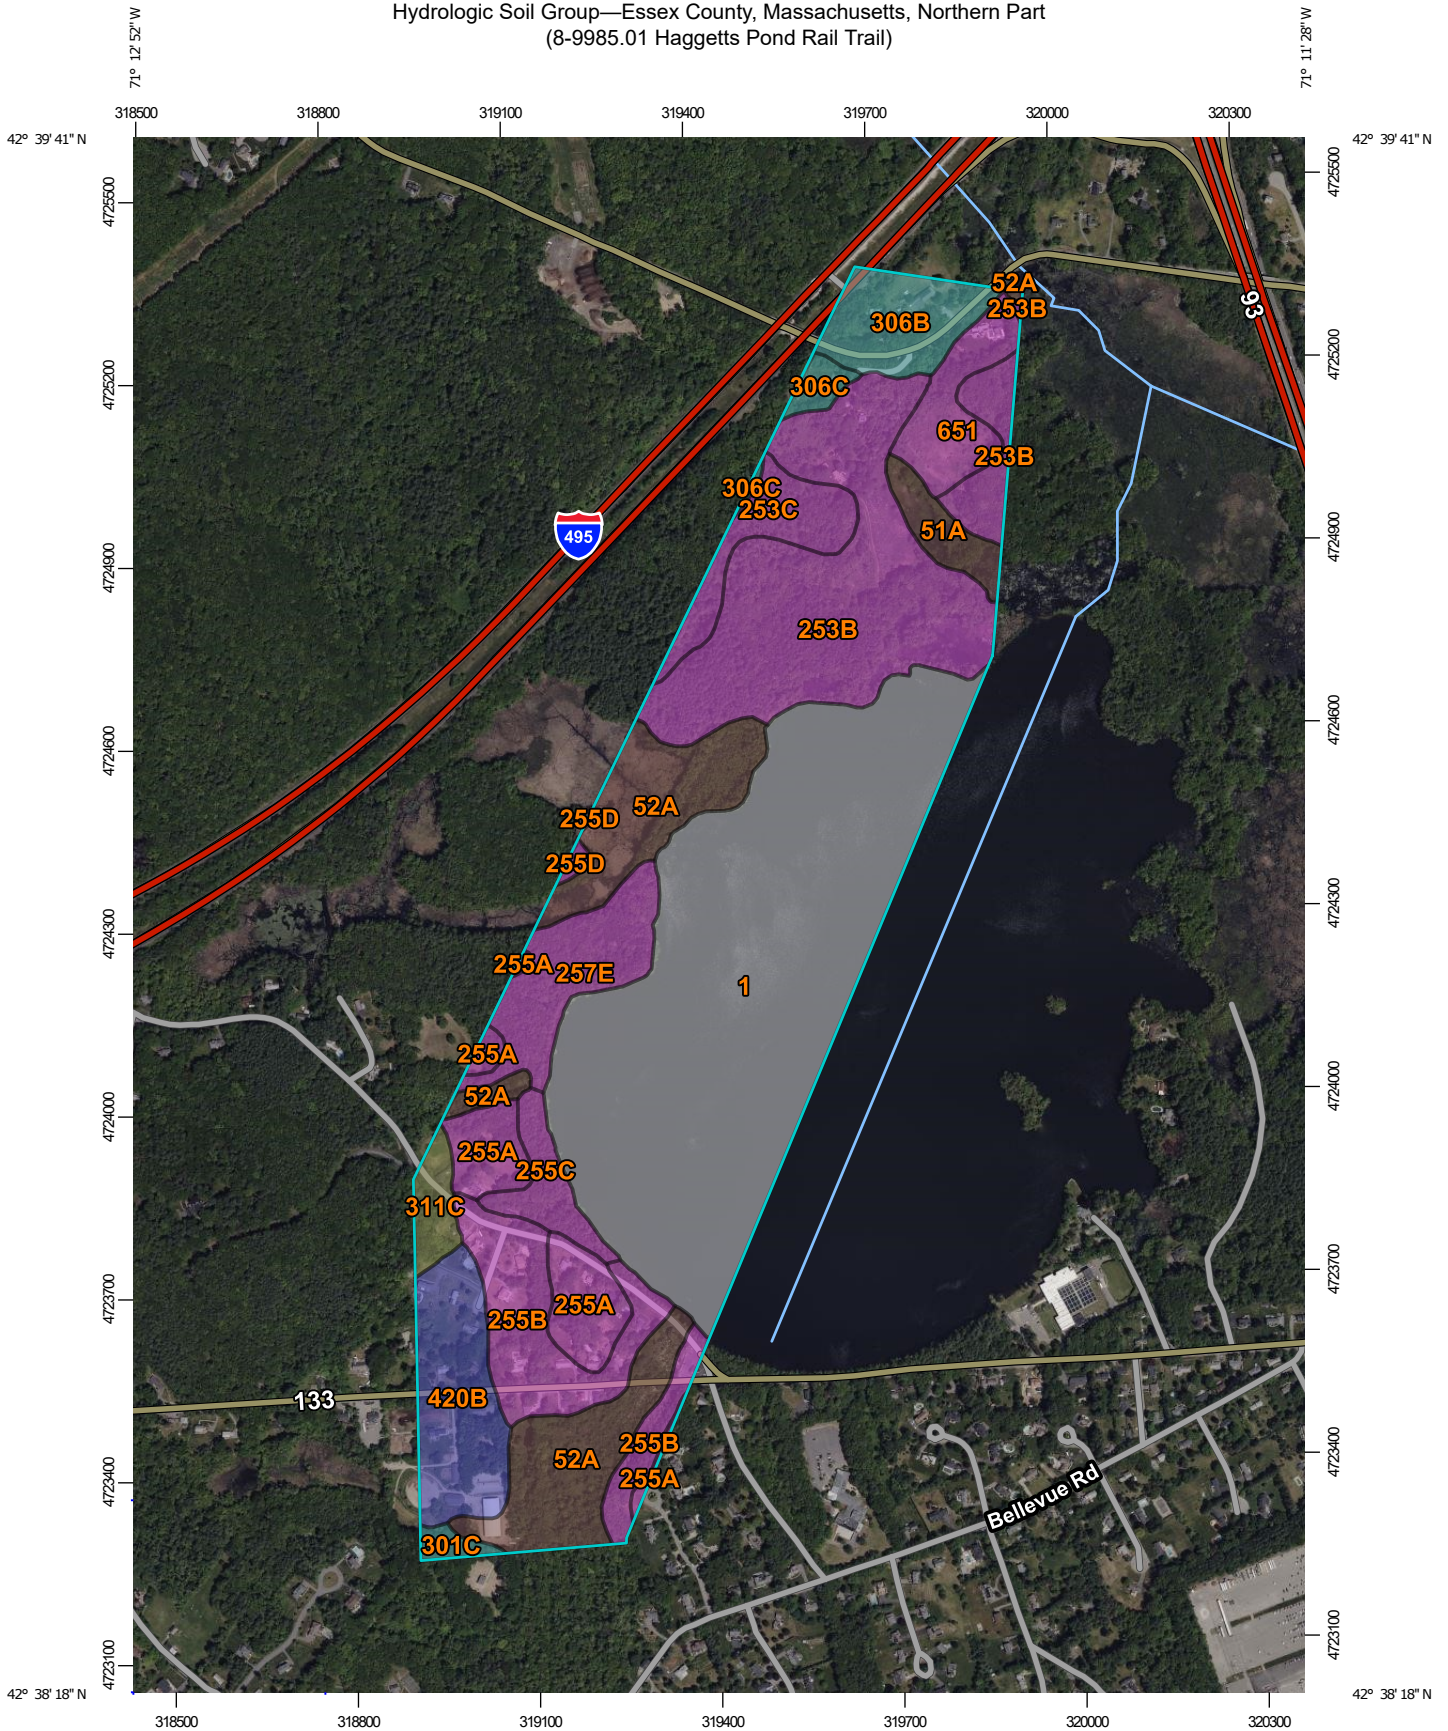 Hydrologic Soil Group—Essex County, Massachusetts, Northern Part
(8-9985.01 Haggetts Pond Rail Trail)
71° 12' 52'' W
71° 11' 28'' W
318500 318800 319100 319400 319700 320000 320300
42° 39' 41'' N
42° 39' 41'' N
4725500
4725500
52A
253B
93
306B
4725200
4725200
306C
651
253B
306C
253C
495
51A
4724900
4724900
253B
4724600
4724600
52A
255D
255D
4724300
4724300
255A
257E
1
255A
4724000
4724000
52A
255A
255C
311C
4723700
4723700
255A
255B
420B
133
255B
4723400
4723400
52A
255A
Bellevue Rd
301C
4723100
4723100
42° 38' 18'' N
42° 38' 18'' N
318500 318800 319100 319400 319700 320000 320300